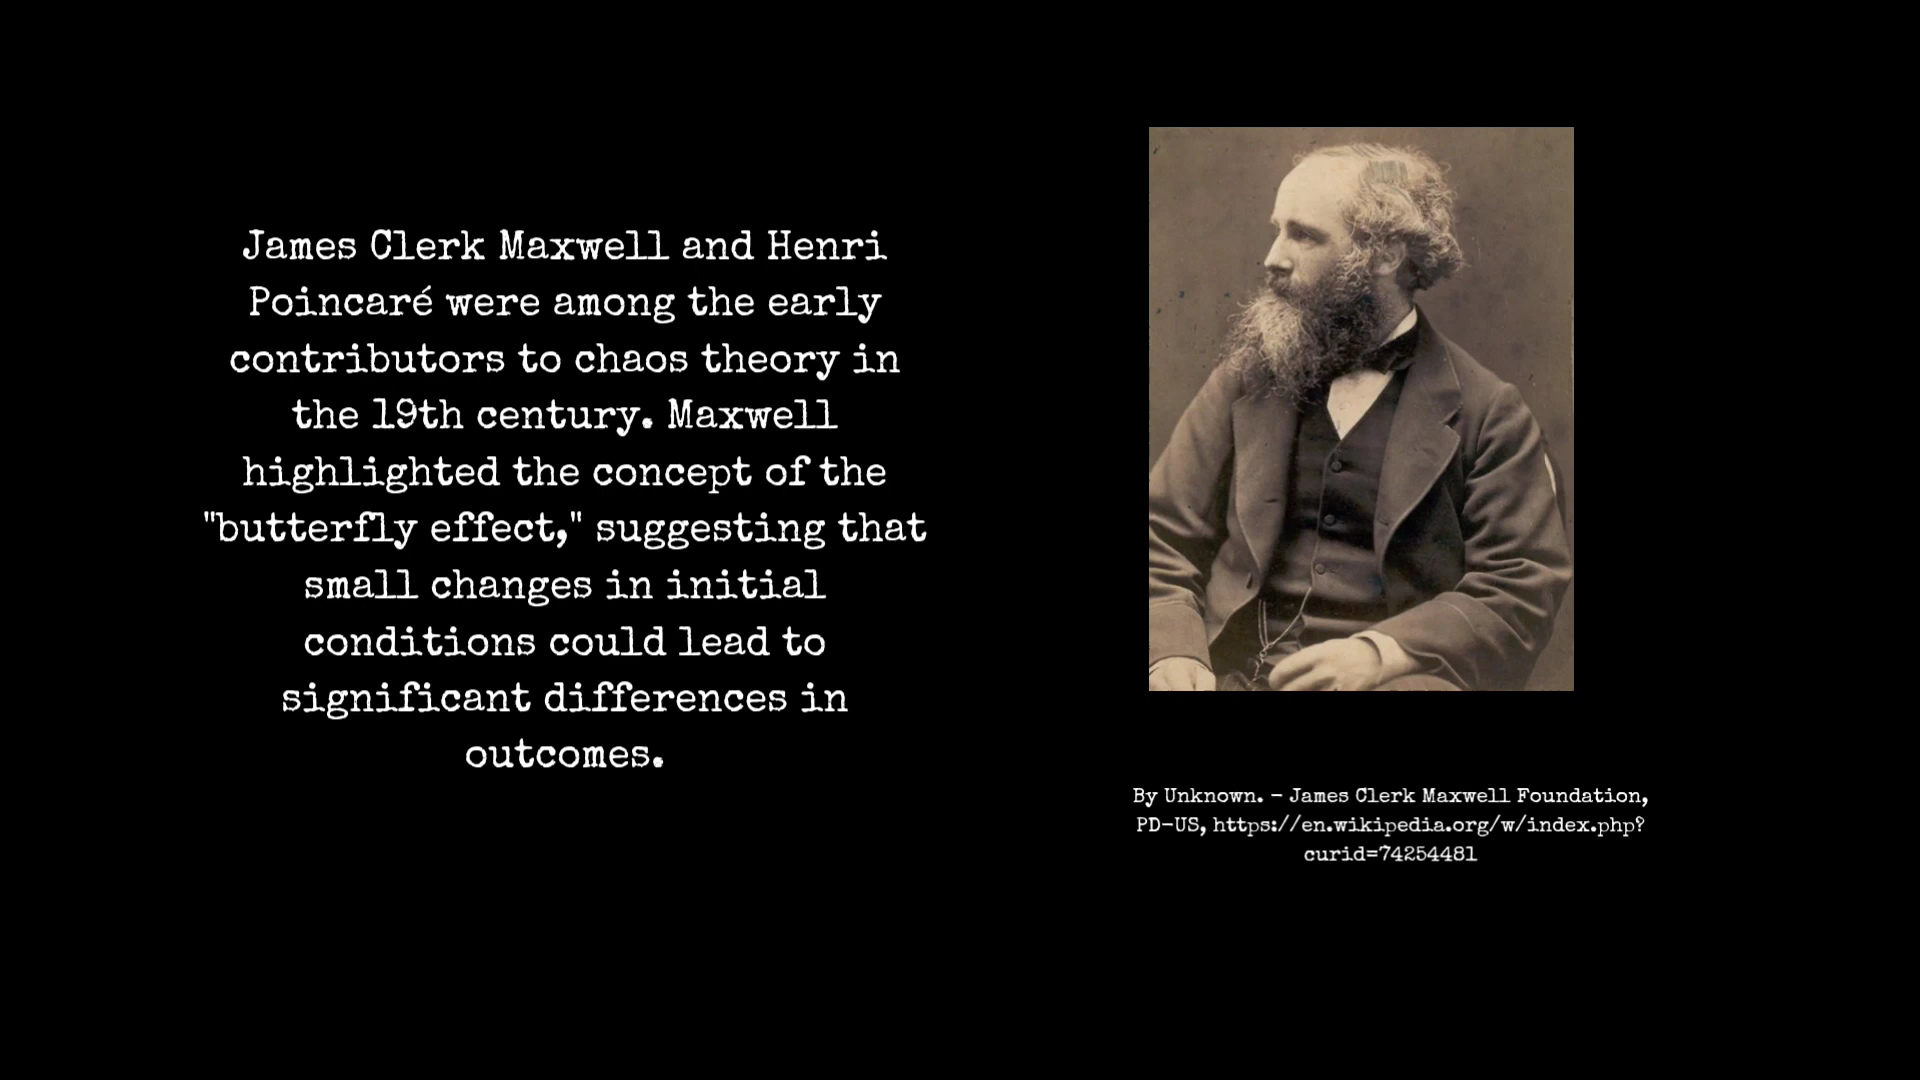 James Clerk Maxwell and Henri
Poincaré were among the early
contributors to chaos theory in
the 19th century. Maxwell
highlighted the concept of the
"butterfly effect," suggesting that
small changes in initial
conditions could lead to
significant differences in
outcomes.
By Unknown. - James Clerk Maxwell Foundation,
PD-US, https://en.wikipedia.org/w/index.php?
curid=74254481